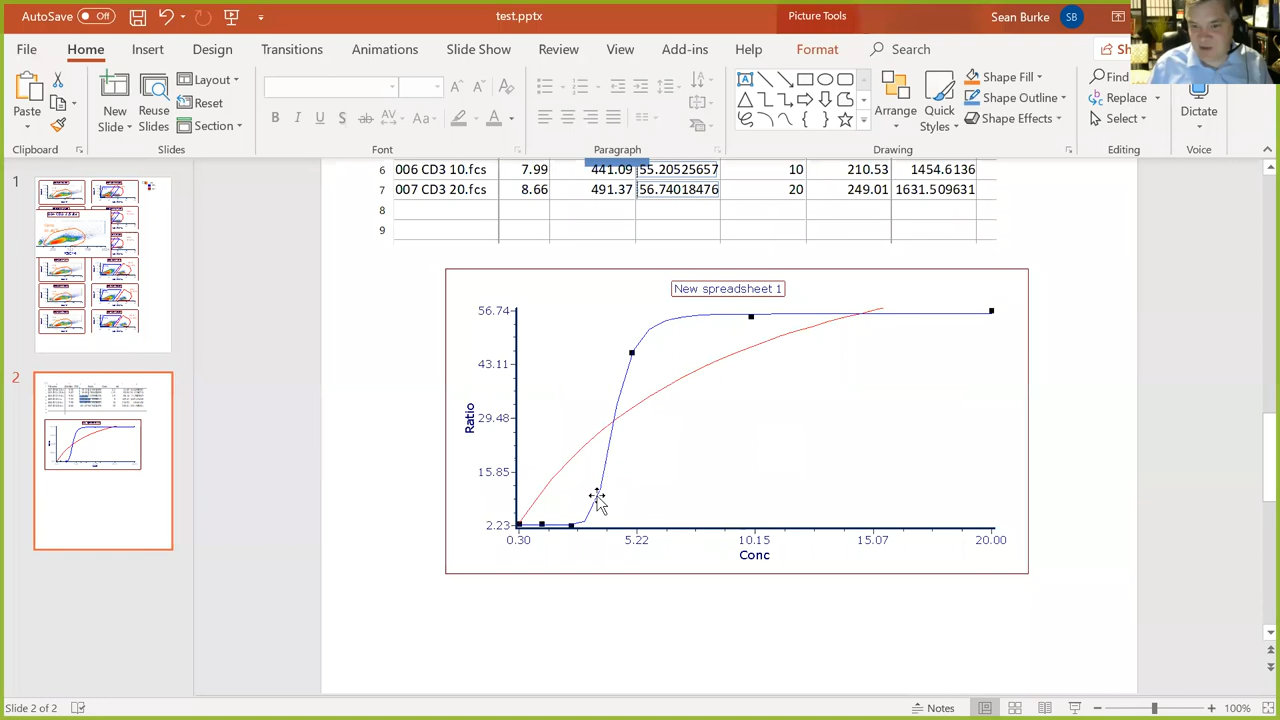 AutoSave Off test.pptx Picture Tools Sean Burke SB
File Home Insert Design Transitions Animations Slide Show Review View Add-ins Help Format Search Sh
Paste
Clipboard
New Slide
Reuse Slides
Layout
Reset
Section
Slides
B I U S ab AV Aa A
Font
Paragraph
Arrange
Quick Styles
Shape Fill
Shape Outline
Shape Effects
Drawing
Find
Replace
Select
Editing
Dictate
Voice
1
2
6 006 CD3 10.fcs 7.99 441.09 55.20525657 10 210.53 1454.6136
7 007 CD3 20.fcs 8.66 491.37 56.74018476 20 249.01 1631.509631
8
9
New spreadsheet 1
56.74
43.11
29.48
15.85
2.23
Ratio
0.30 5.22 10.15 15.07 20.00
Conc
Slide 2 of 2 Notes 100%